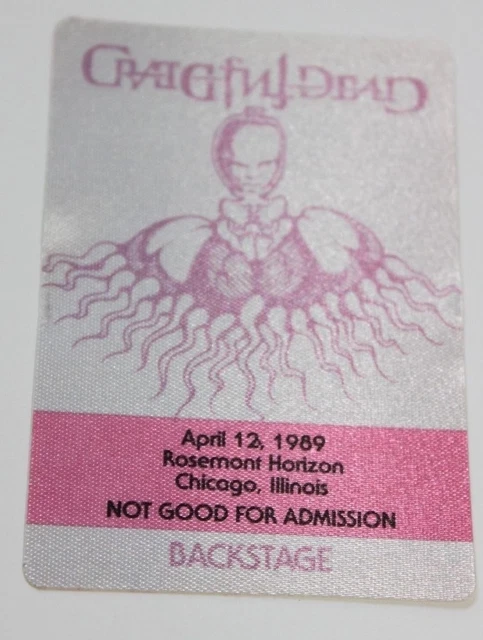 GRATEFUL DEAD
April 12, 1989
Rosemont Horizon
Chicago, Illinois
NOT GOOD FOR ADMISSION
BACKSTAGE